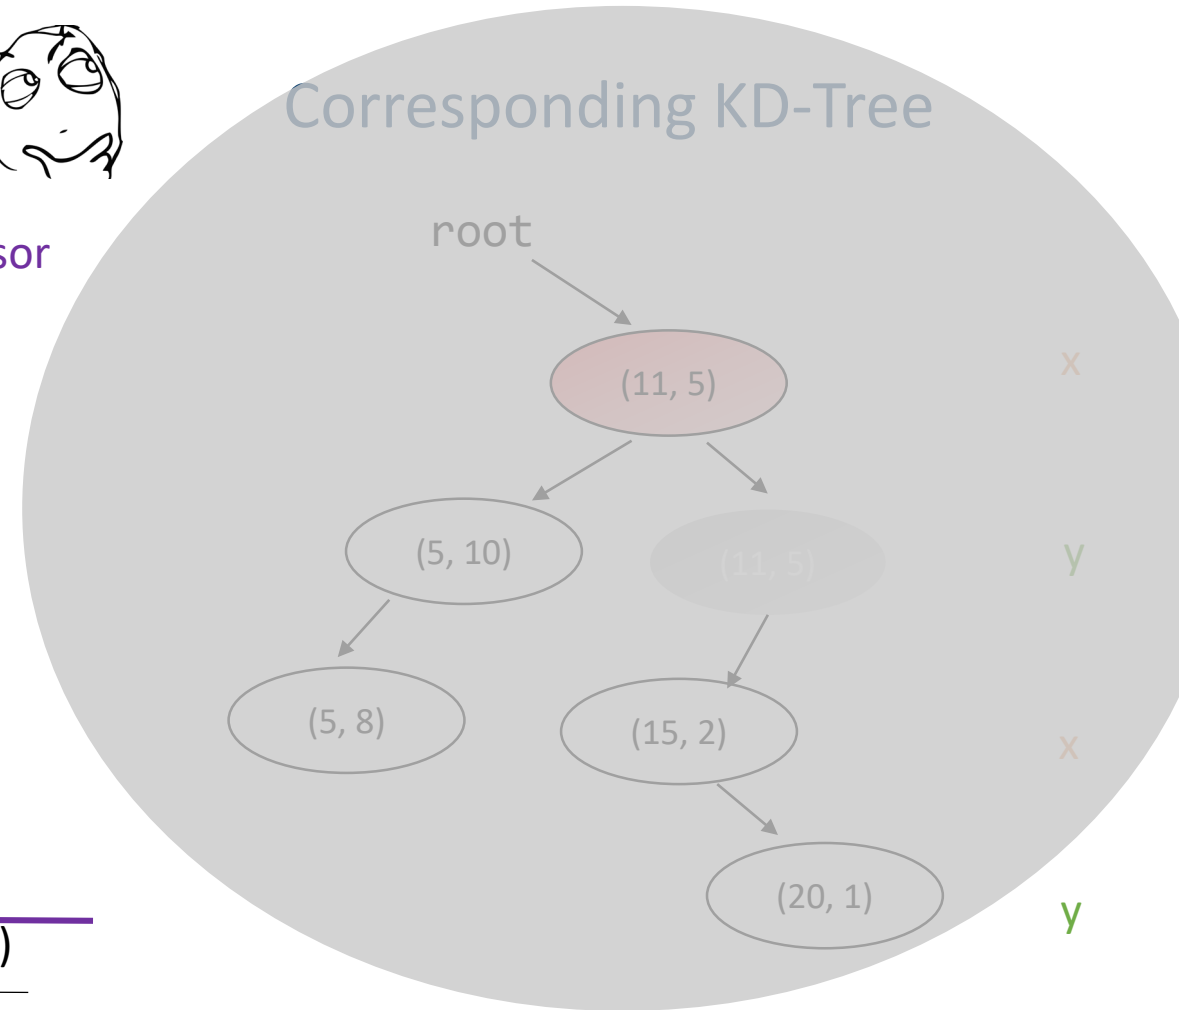 Corresponding KD-Tree
root
sor
(11, 5)
x
(5, 10)
(11, 5)
y
(5, 8)
(15, 2)
x
(20, 1)
y
)